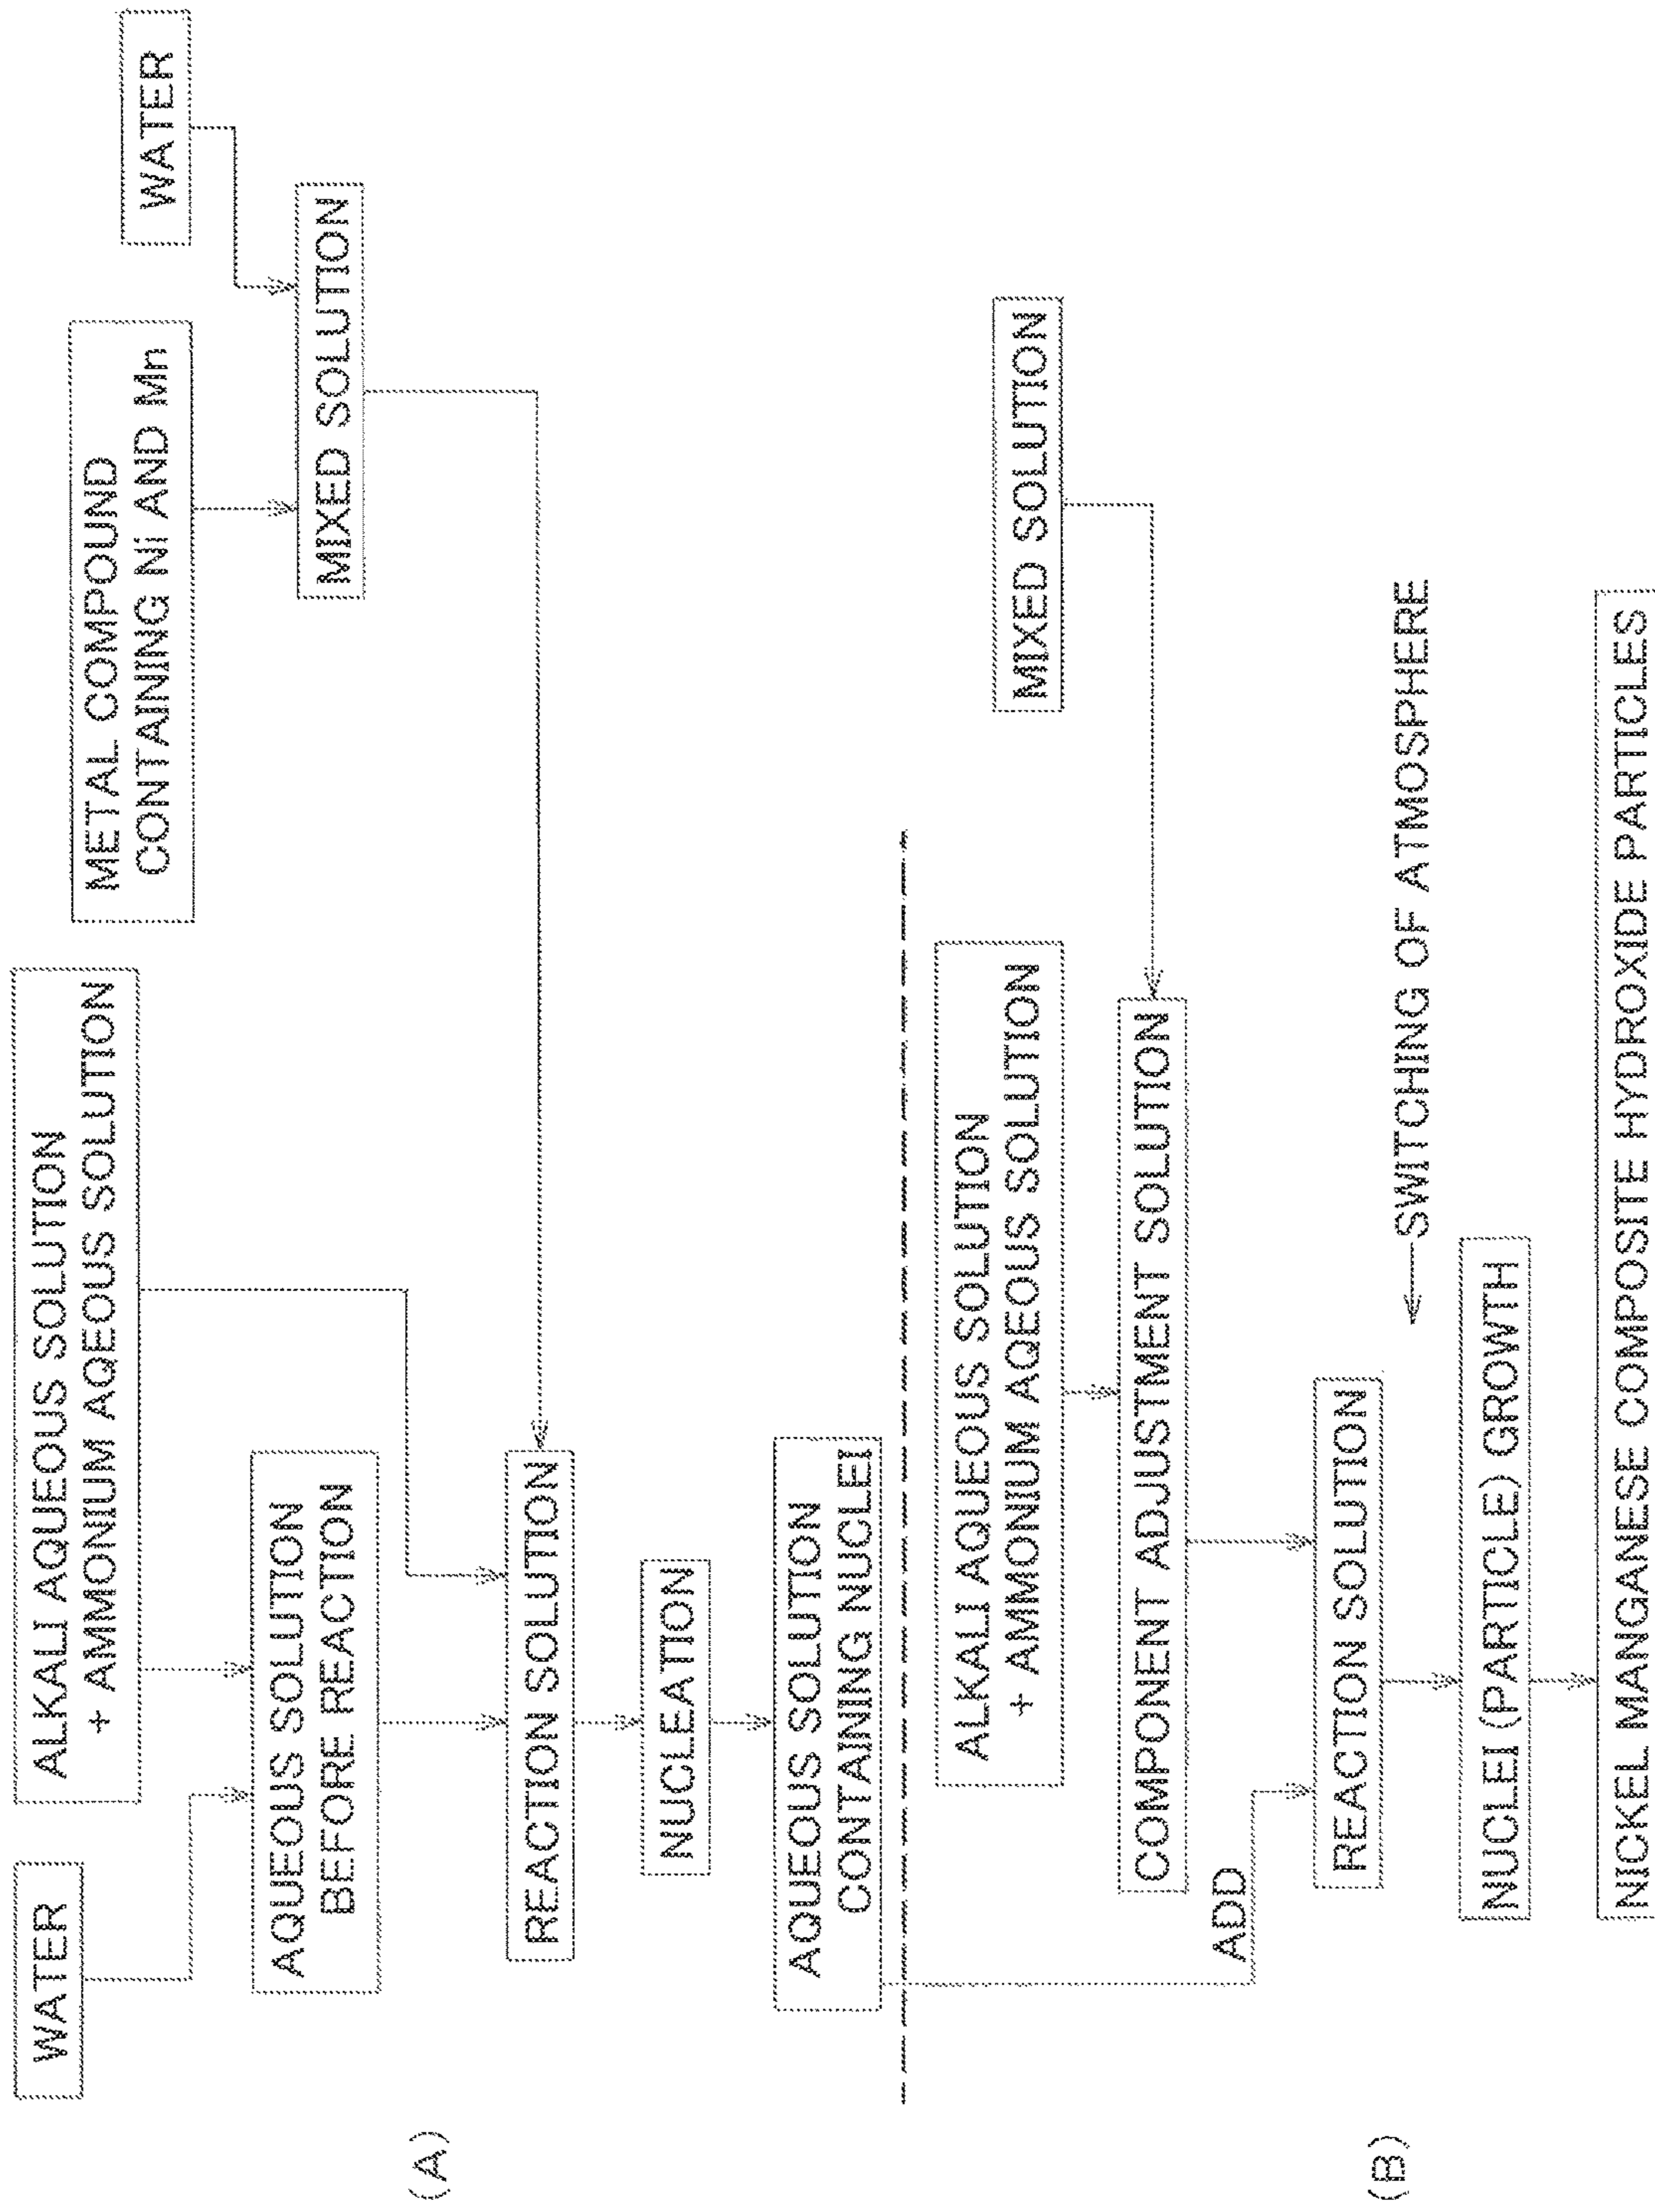 (A)
WATER
ALKALI AQUEOUS SOLUTION
+ AMMONIUM AQEOUS SOLUTION
METAL COMPOUND
CONTAINING Ni AND Mn
WATER
AQUEOUS SOLUTION
BEFORE REACTION
MIXED SOLUTION
REACTION SOLUTION
NUCLEATION
AQUEOUS SOLUTION
CONTAINING NUCLEI
(B)
ALKALI AQUEOUS SOLUTION
+ AMMONIUM AQEOUS SOLUTION
MIXED SOLUTION
COMPONENT ADJUSTMENT SOLUTION
ADD
REACTION SOLUTION
SWITCHING OF ATMOSPHERE
NUCLEI (PARTICLE) GROWTH
NICKEL MANGANESE COMPOSITE HYDROXIDE PARTICLES